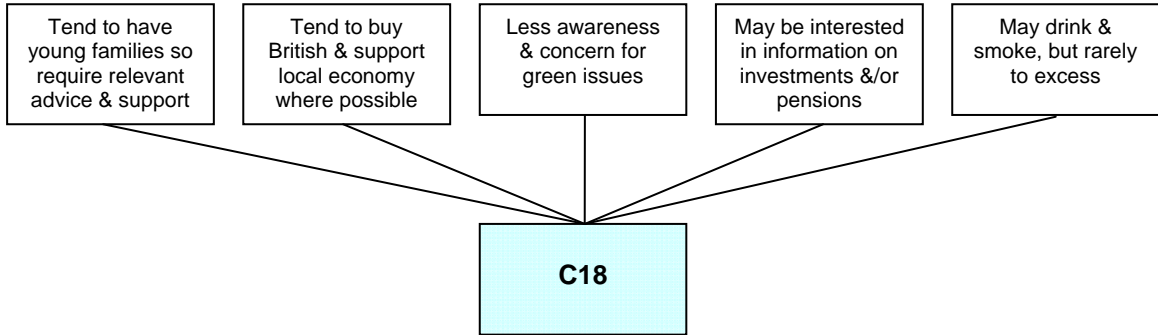 Tend to have
young families so
require relevant
advice & support
Tend to buy
British & support
local economy
where possible
Less awareness
& concern for
green issues
May be interested
in information on
investments &/or
pensions
May drink &
smoke, but rarely
to excess
C18